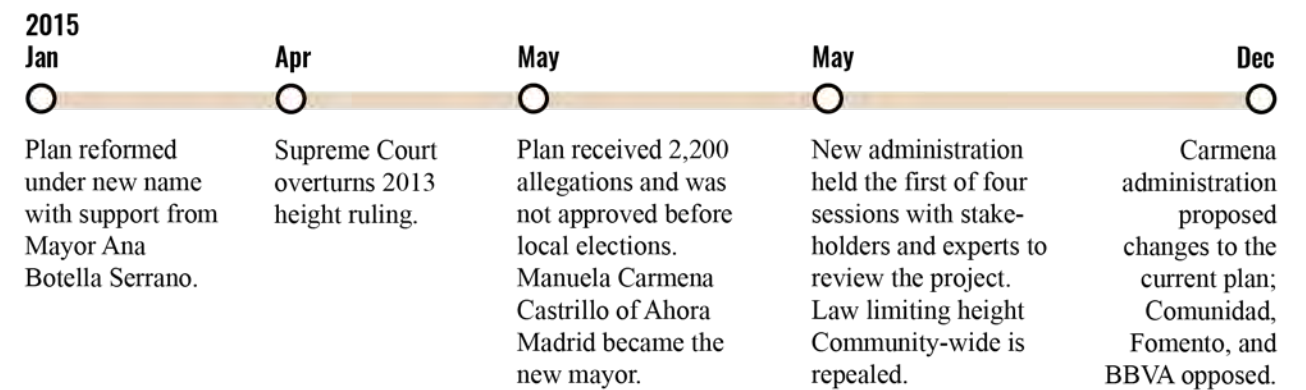 2015
Jan
Apr
May
May
Dec
Plan reformed
under new name
with support from
Mayor Ana
Botella Serrano.
Supreme Court
overturns 2013
height ruling.
Plan received 2,200
allegations and was
not approved before
local elections.
Manuela Carmena
Castrillo of Ahora
Madrid became the
new mayor.
New administration
held the first of four
sessions with stake-
holders and experts to
review the project.
Law limiting height
Community-wide is
repealed.
Carmena
administration
proposed
changes to the
current plan;
Comunidad,
Fomento, and
BBVA opposed.